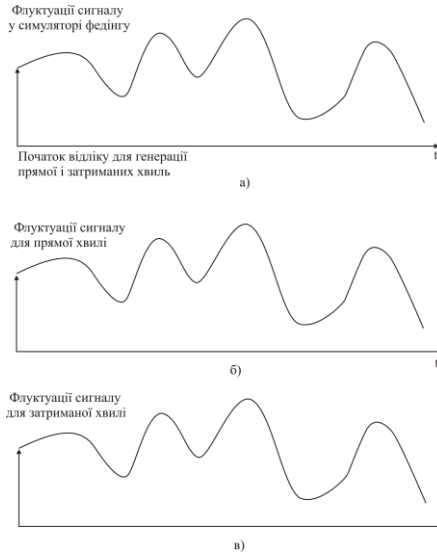 Флуктуації сигналу
у симуляторі федінгу
t
Початок відліку для генерації
прямої і затриманих хвиль
а)
Флуктуації сигналу
для прямої хвилі
t
б)
Флуктуації сигналу
для затриманої хвилі
в)